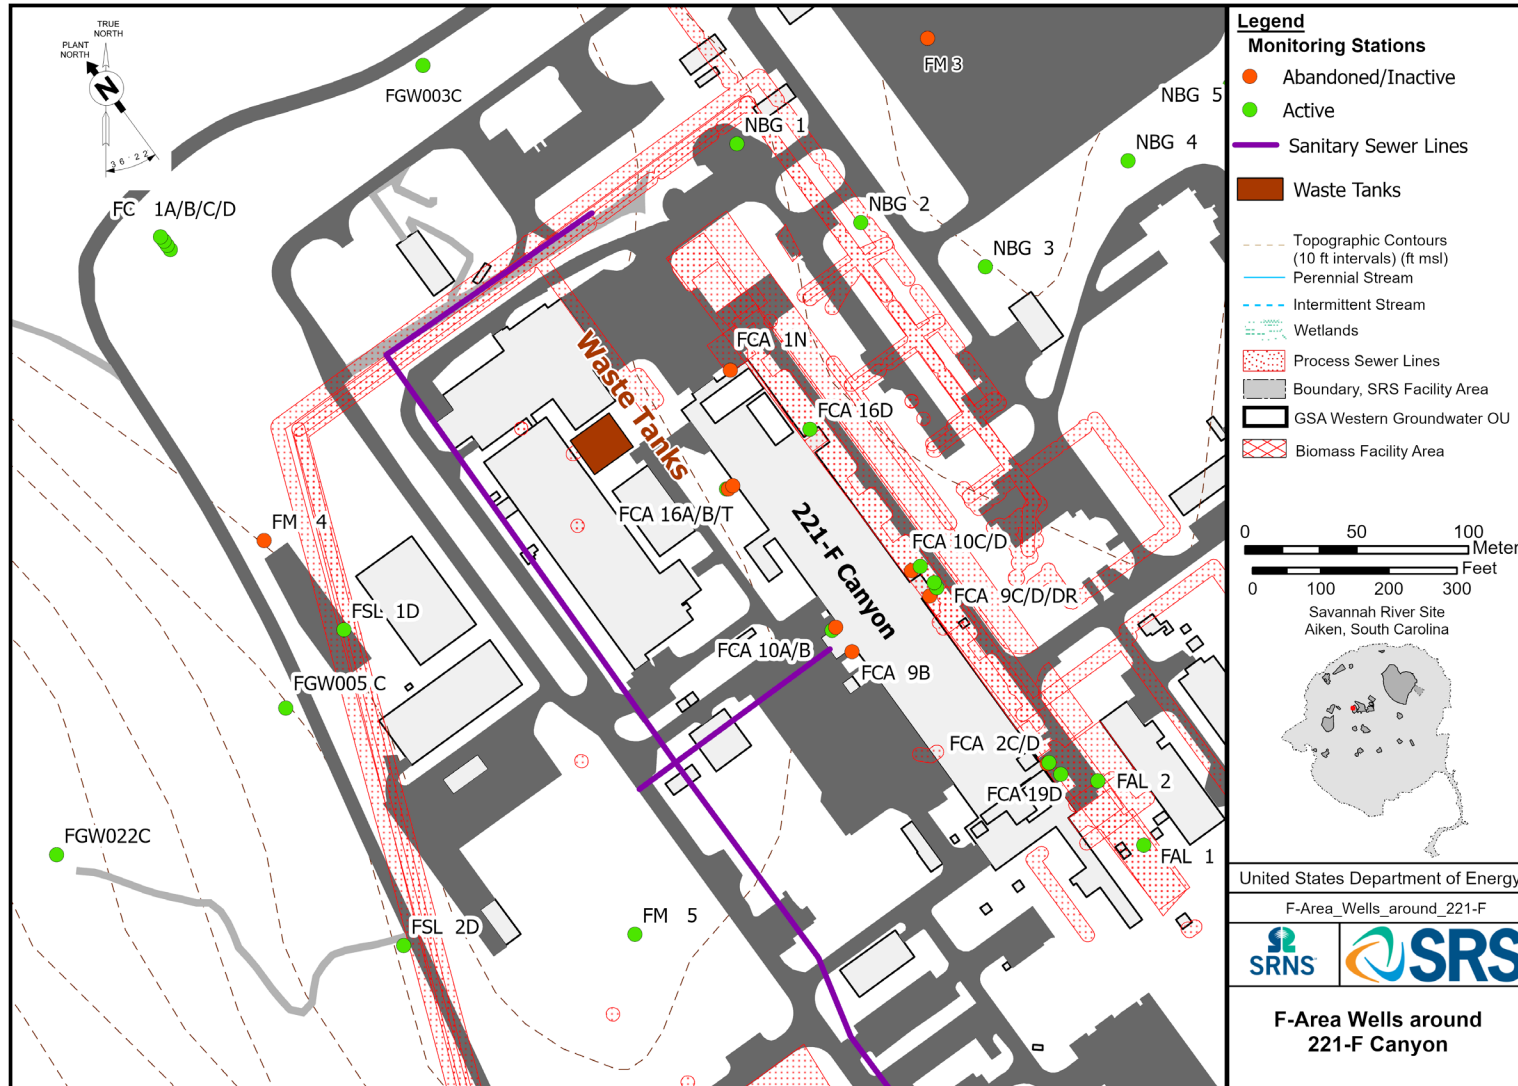 TRUE
NORTH
PLANT
NORTH
N
36°22'
FGW003C
FM 3
NBG 5
NBG 1
NBG 4
NBG 2
NBG 3
FC 1A/B/C/D
Waste Tanks
FCA 1N
FCA 16D
FCA 16A/B/T
221-F Canyon
FM 4
FCA 10C/D
FCA 9C/D/DR
FSL 1D
FCA 10A/B
FCA 9B
FGW005 C
FCA 2C/D
FCA 19D
FAL 2
FAL 1
FGW022C
FSL 2D
FM 5
Legend
Monitoring Stations
Abandoned/Inactive
Active
Sanitary Sewer Lines
Waste Tanks
Topographic Contours
(10 ft intervals) (ft msl)
Perennial Stream
Intermittent Stream
Wetlands
Process Sewer Lines
Boundary, SRS Facility Area
GSA Western Groundwater OU
Biomass Facility Area
0 50 100
Meter
Feet
0 100 200 300
Savannah River Site
Aiken, South Carolina
United States Department of Energy
F-Area_Wells_around_221-F
SRNS
SRS
F-Area Wells around
221-F Canyon